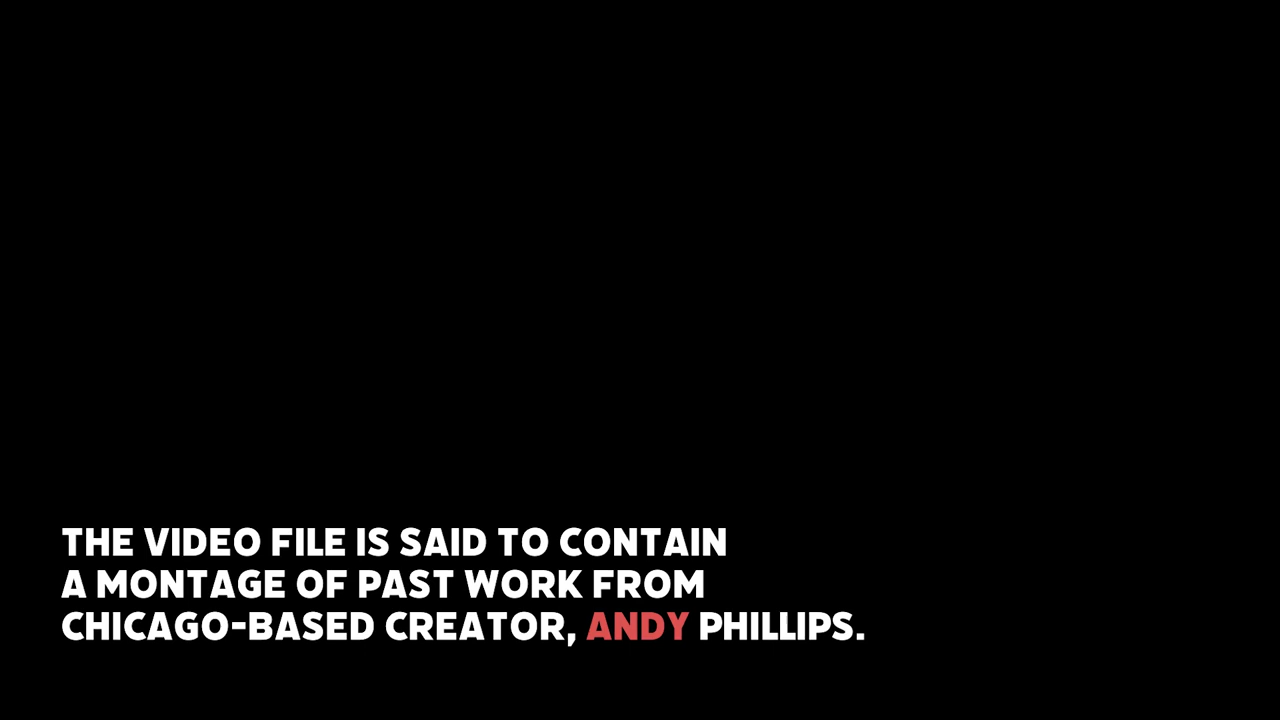 THE VIDEO FILE IS SAID TO CONTAIN
A MONTAGE OF PAST WORK FROM
CHICAGO-BASED CREATOR, ANDY PHILLIPS.